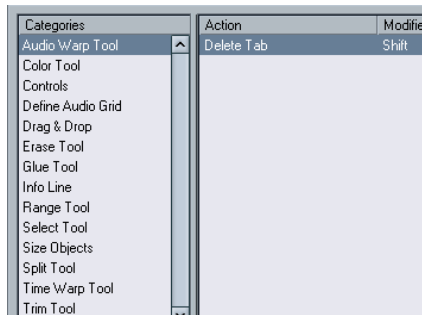 Categories Action Modifie
Audio Warp Tool Delete Tab Shift
Color Tool
Controls
Define Audio Grid
Drag & Drop
Erase Tool
Glue Tool
Info Line
Range Tool
Select Tool
Size Objects
Split Tool
Time Warp Tool
Trim Tool